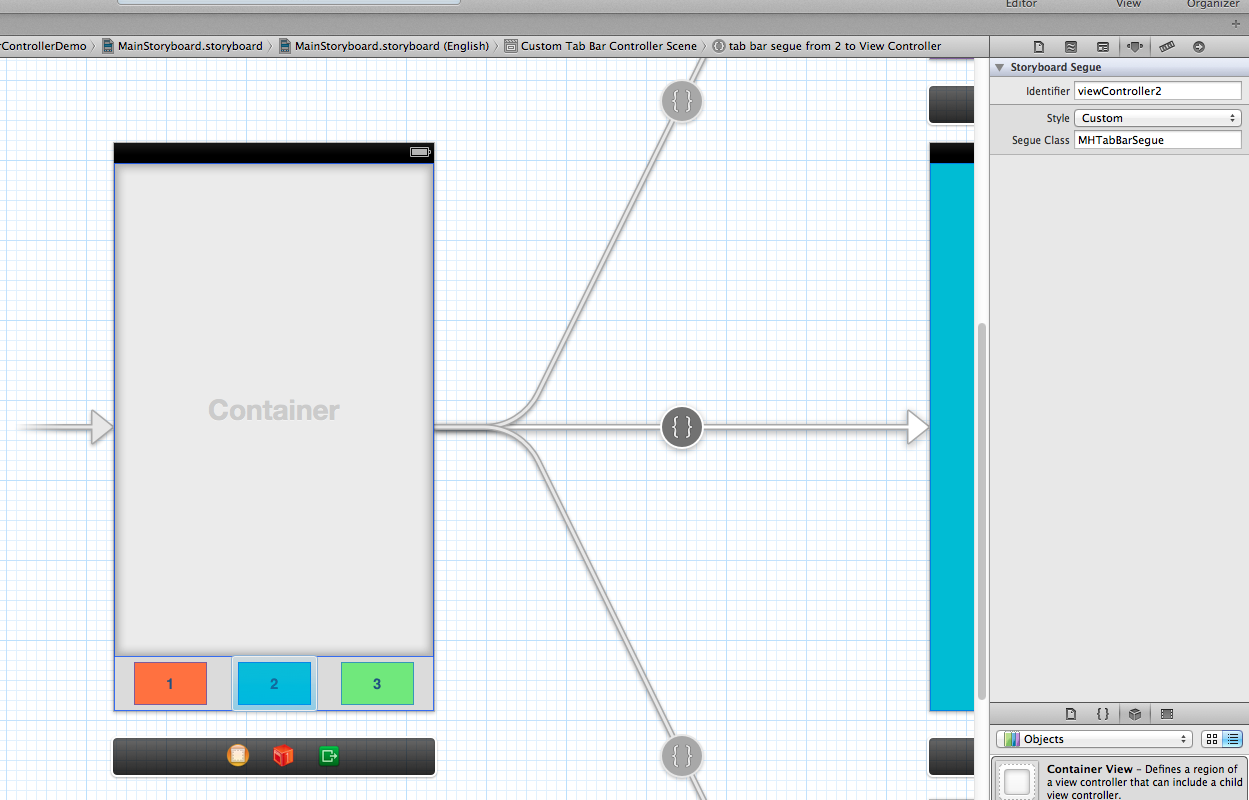 Editor View Organizer
rControllerDemo MainStoryboard.storyboard MainStoryboard.storyboard (English) Custom Tab Bar Controller Scene tab bar segue from 2 to View Controller
Storyboard Segue
Identifier viewController2
Style Custom
Segue Class MHTabBarSegue
{ }
Container
{ }
1 2 3
{ }
{ }
Objects
Container View - Defines a region of
a view controller that can include a child
view controller.